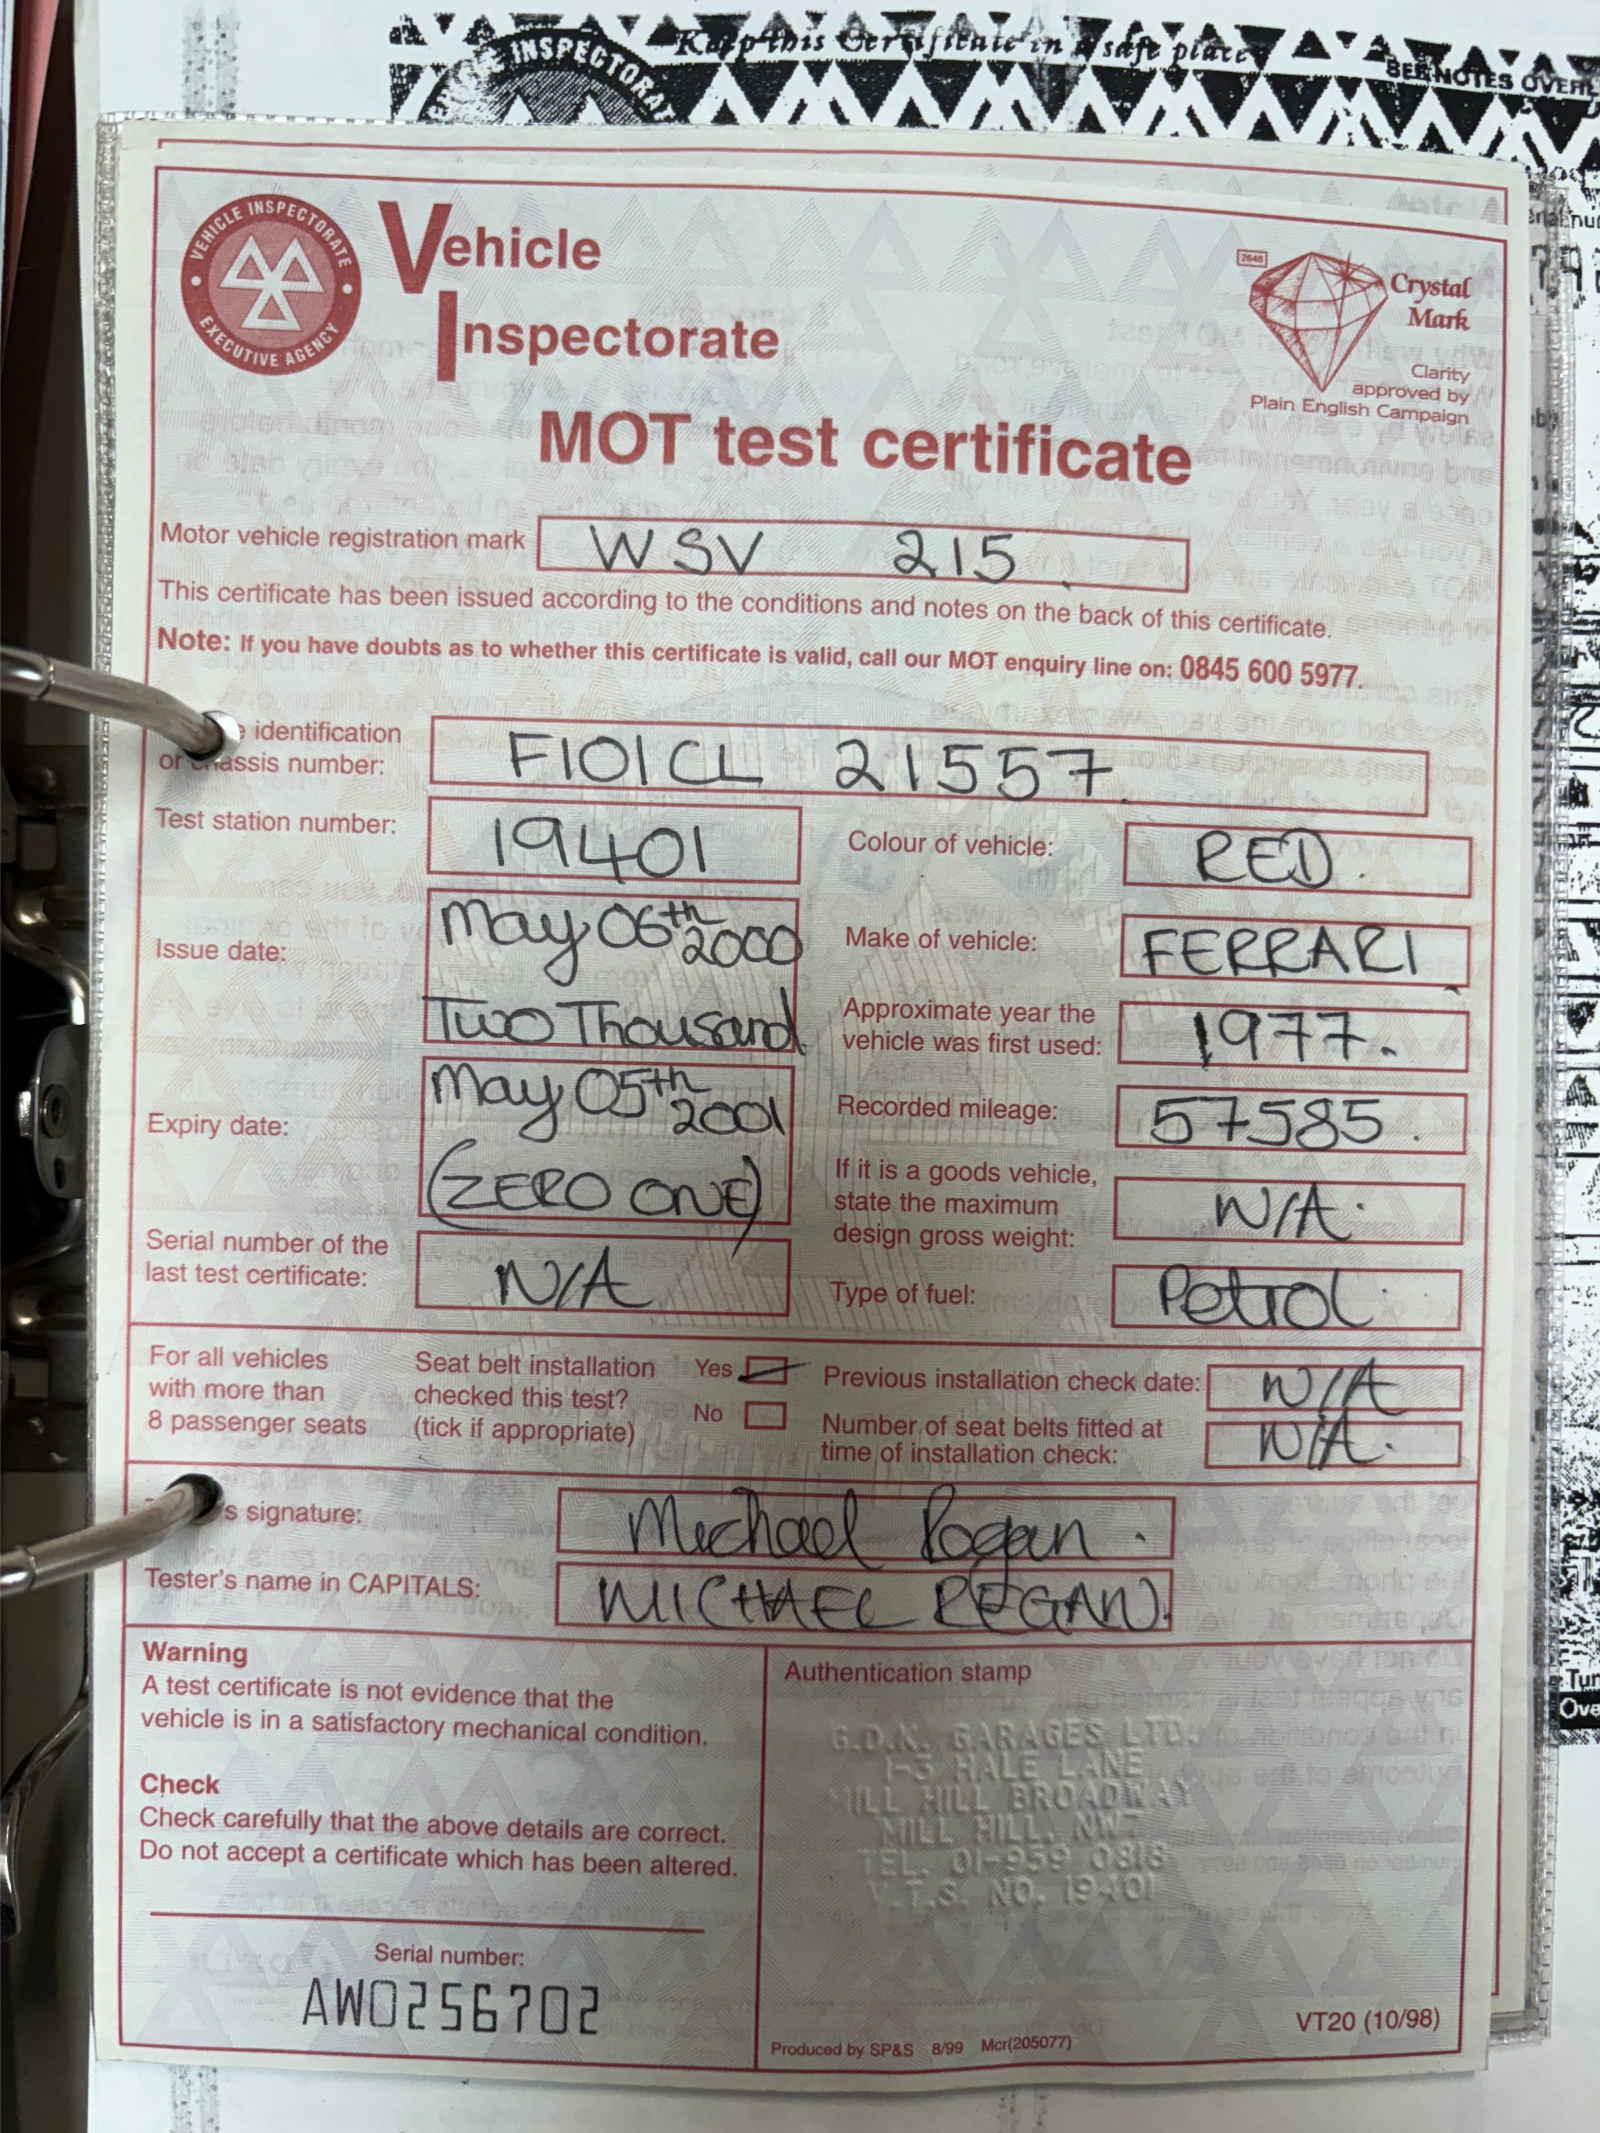 Keep this Certificate in a safe place
SEE NOTES OVERL
VEHICLE INSPECTORATE
EXECUTIVE AGENCY
Vehicle
Inspectorate
2648
Crystal
Mark
Clarity
approved by
Plain English Campaign
MOT test certificate
Motor vehicle registration mark WSV 215
This certificate has been issued according to the conditions and notes on the back of this certificate.
Note: If you have doubts as to whether this certificate is valid, call our MOT enquiry line on: 0845 600 5977.
identification
or chassis number: F101CL 21557
Test station number: 19401
Colour of vehicle: RED
Issue date: May 06th 2000
Two Thousand
Make of vehicle: FERRARI
Approximate year the
vehicle was first used: 1977.
Expiry date: May 05th 2001
(ZERO ONE)
Recorded mileage: 57585.
If it is a goods vehicle,
state the maximum
design gross weight: N/A.
Serial number of the
last test certificate: N/A
Type of fuel: Petrol.
For all vehicles
with more than
8 passenger seats
Seat belt installation
checked this test?
(tick if appropriate)
Yes
No
Previous installation check date: N/A
Number of seat belts fitted at
time of installation check: N/A.
's signature: Michael Regan.
Tester's name in CAPITALS: MICHAEL REGAN.
Warning
A test certificate is not evidence that the
vehicle is in a satisfactory mechanical condition.
Check
Check carefully that the above details are correct.
Do not accept a certificate which has been altered.
Serial number:
AW0256702
Authentication stamp
G.D.K. GARAGES LTD.
1-3 HALE LANE
MILL HILL BROADWAY
MILL HILL, NW7
TEL. 01-959 0818
V.T.S. NO. 19401
Produced by SP&S 8/99 Mcr(205077)
VT20 (10/98)